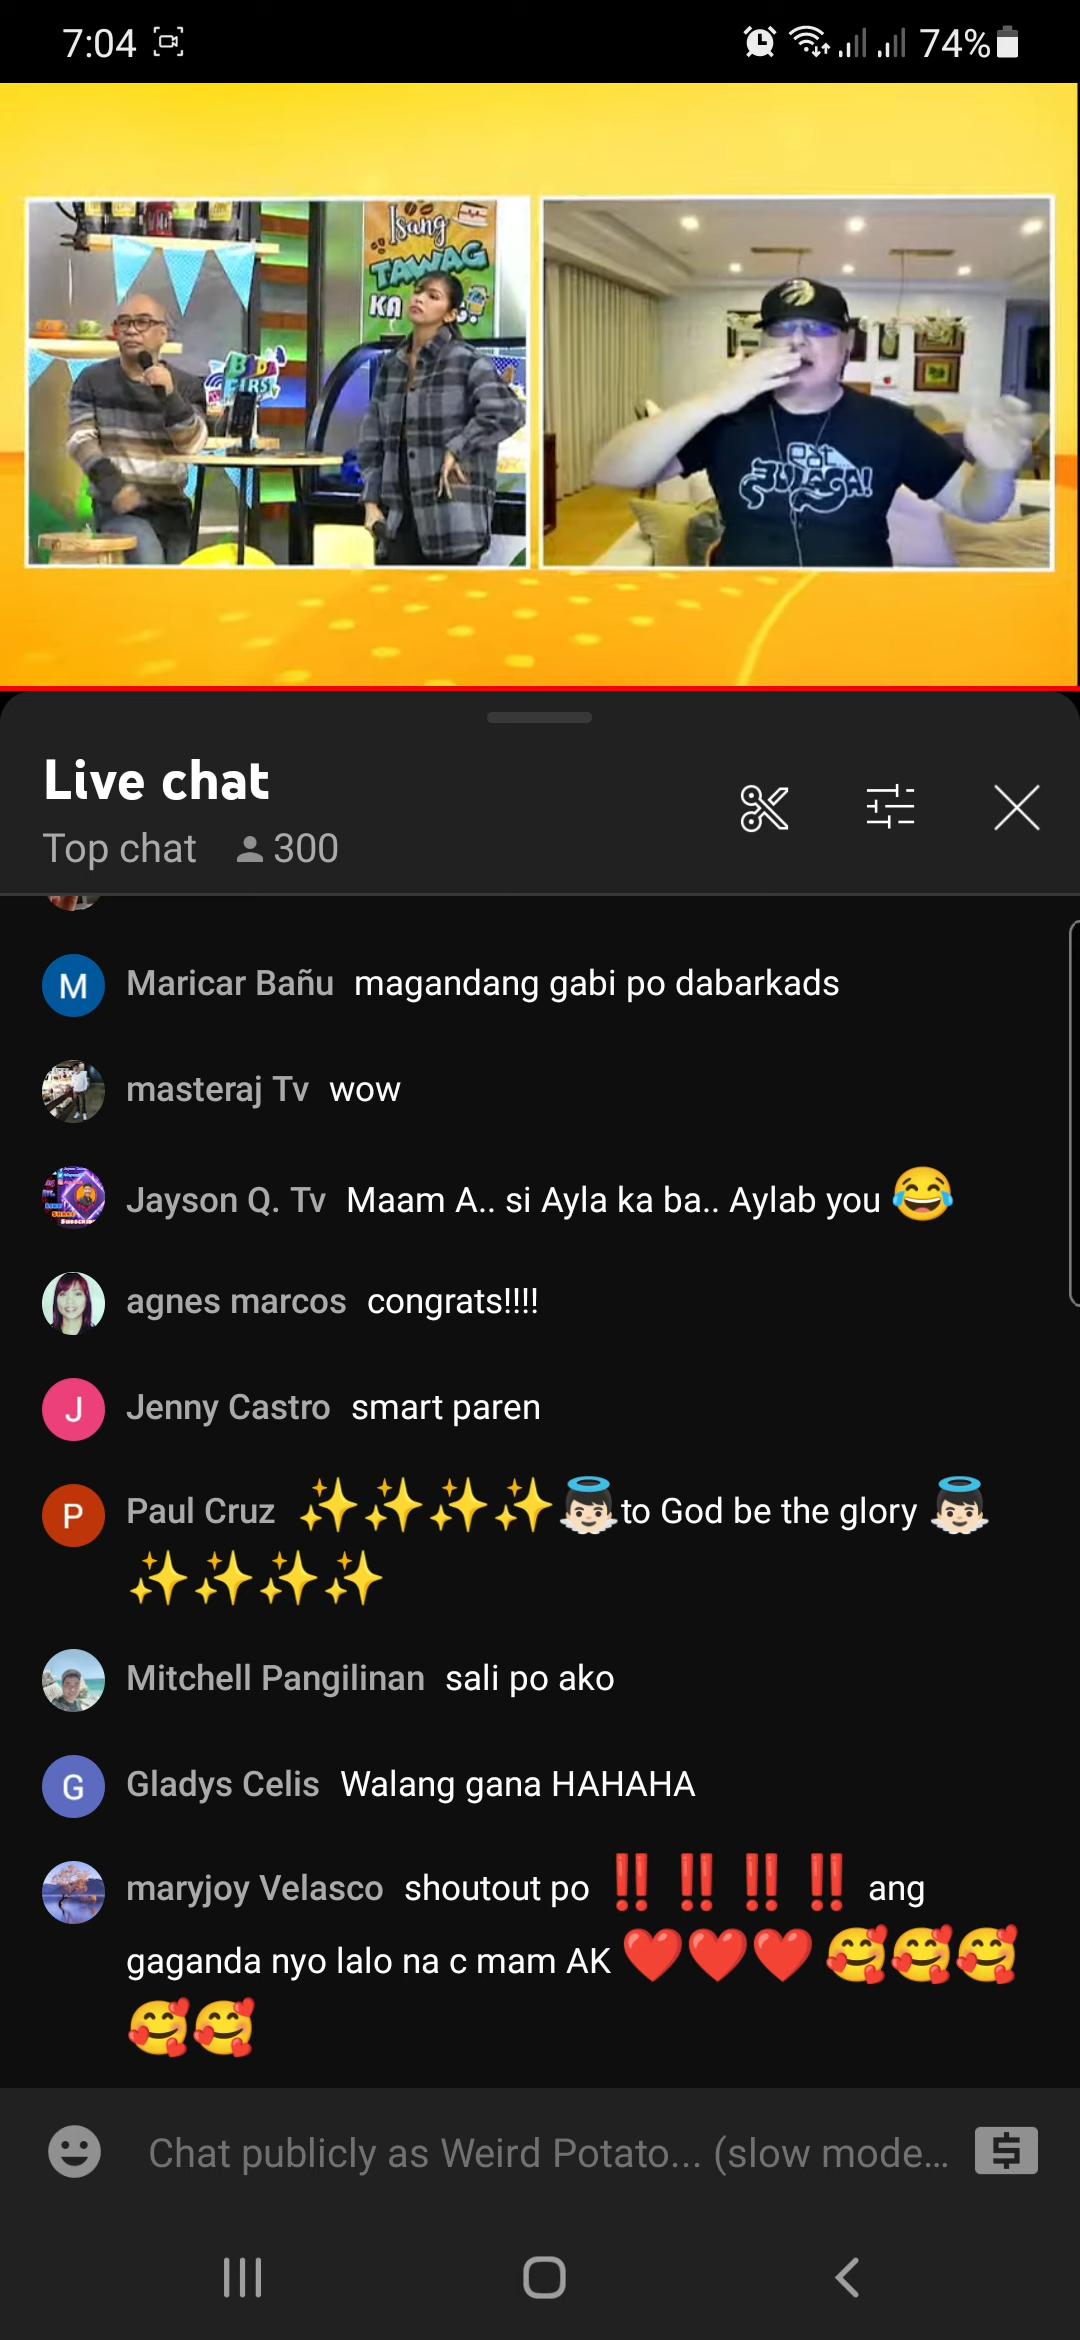 7:04
74%
Isang
TAWAG
KA
BIDA
FIRST
EAT
BULAGA!
Live chat
Top chat 300
M Maricar Bañu magandang gabi po dabarkads
masteraj Tv wow
Jayson Q. Tv Maam A.. si Ayla ka ba.. Aylab you 😂
agnes marcos congrats!!!!
J Jenny Castro smart paren
P Paul Cruz ✨✨✨✨👼🏻to God be the glory 👼🏻
✨✨✨✨
Mitchell Pangilinan sali po ako
G Gladys Celis Walang gana HAHAHA
maryjoy Velasco shoutout po ‼️ ‼️ ‼️ ‼️ ang
gaganda nyo lalo na c mam AK ❤️❤️❤️ 🥰🥰🥰
🥰🥰
Chat publicly as Weird Potato... (slow mode...